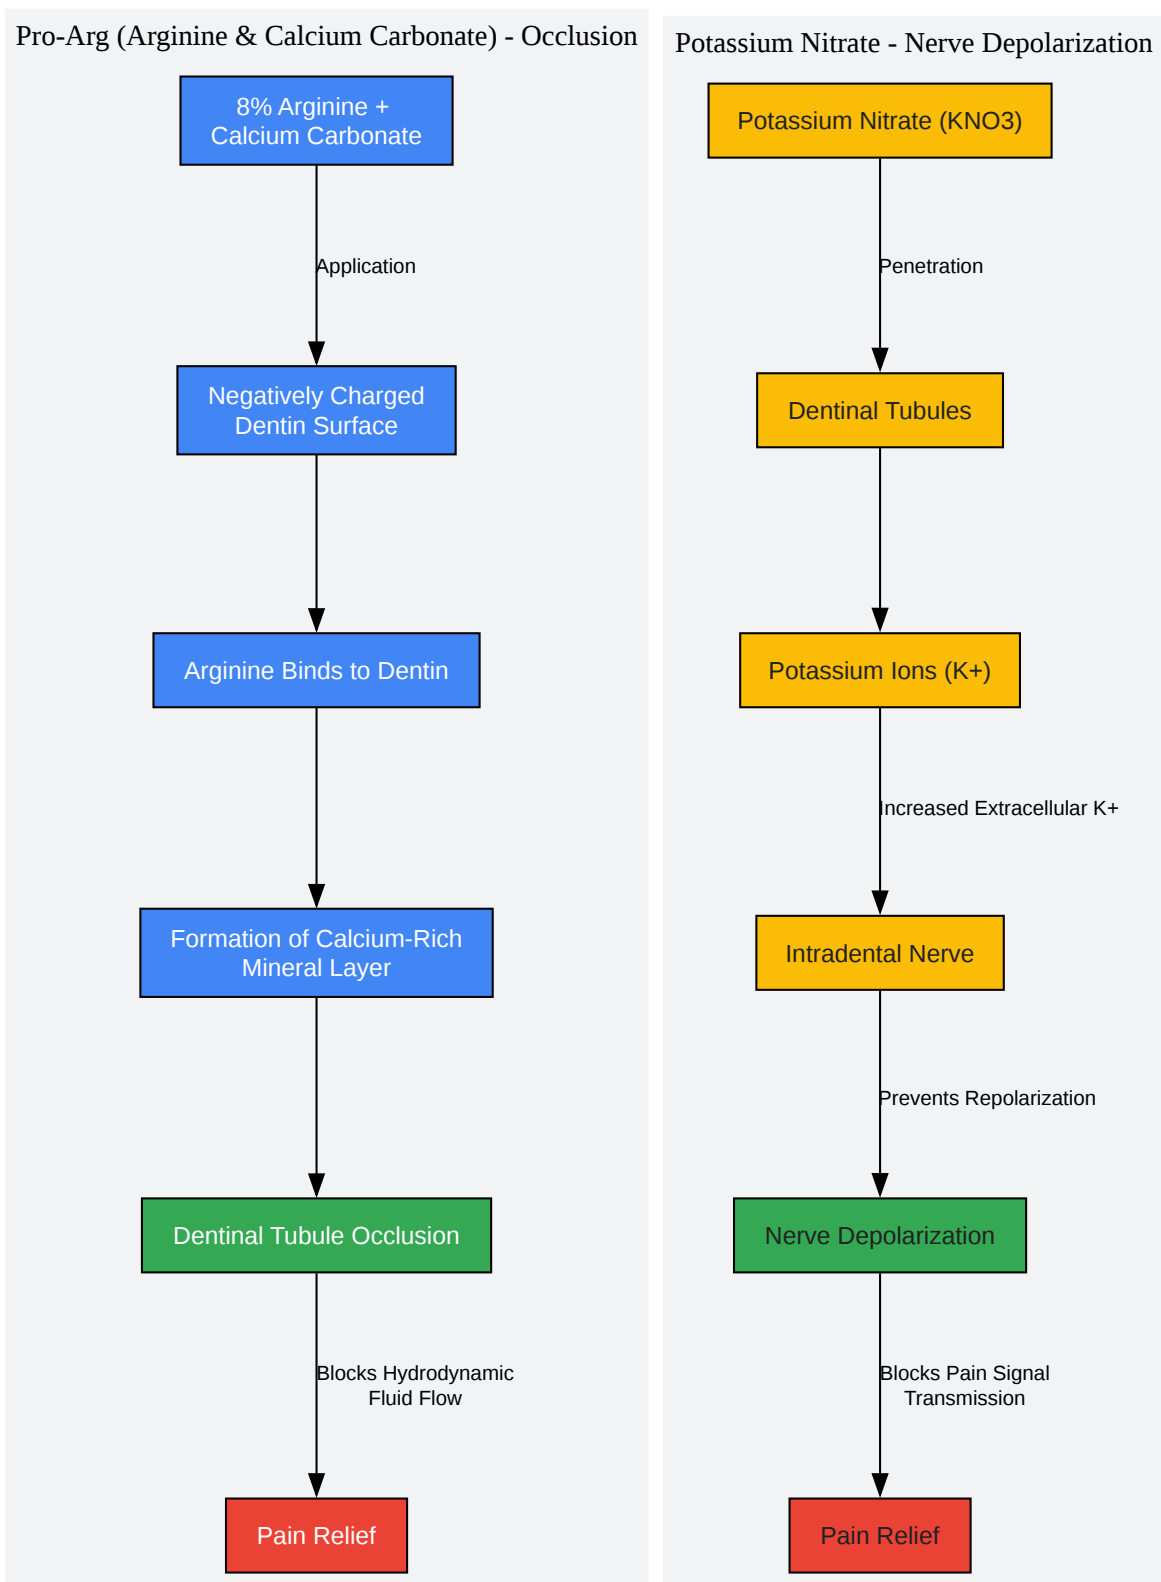 Pro-Arg (Arginine & Calcium Carbonate) - Occlusion
8% Arginine +
Calcium Carbonate
Application
Negatively Charged
Dentin Surface
Arginine Binds to Dentin
Formation of Calcium-Rich
Mineral Layer
Dentinal Tubule Occlusion
Blocks Hydrodynamic
Fluid Flow
Pain Relief
Potassium Nitrate - Nerve Depolarization
Potassium Nitrate (KNO3)
Penetration
Dentinal Tubules
Potassium Ions (K+)
Increased Extracellular K+
Intradental Nerve
Prevents Repolarization
Nerve Depolarization
Blocks Pain Signal
Transmission
Pain Relief